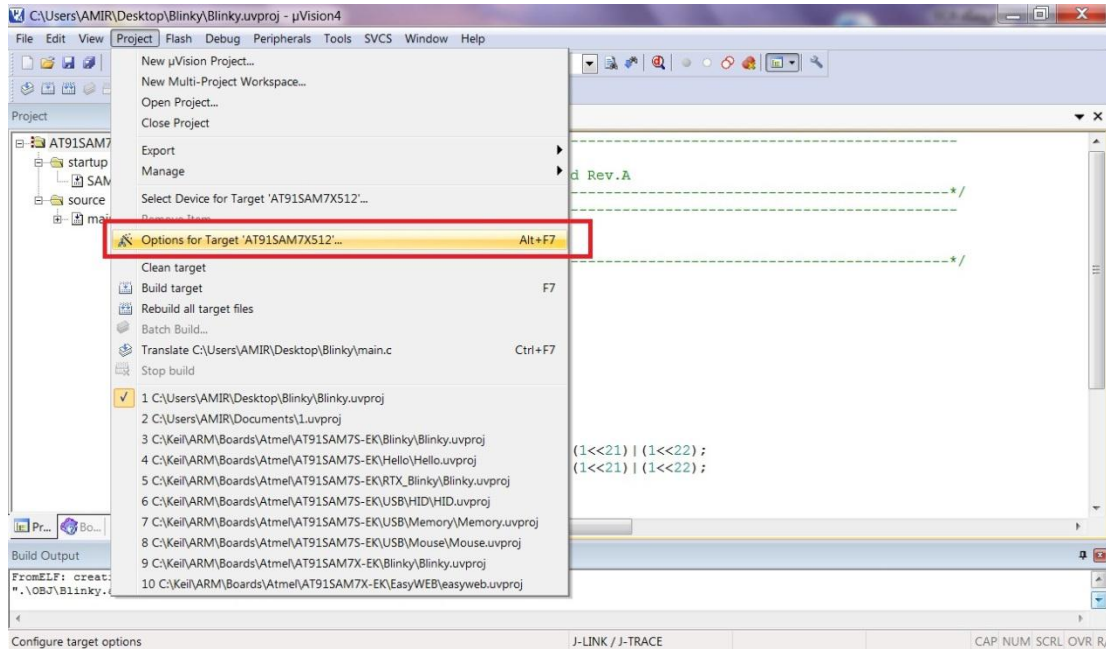 C:\Users\AMIR\Desktop\Blinky\Blinky.uvproj - µVision4
File Edit View Project Flash Debug Peripherals Tools SVCS Window Help
Project
AT91SAM7
startup
SAM
source
mai
New µVision Project...
New Multi-Project Workspace...
Open Project...
Close Project
Export
Manage
Select Device for Target 'AT91SAM7X512'...
Remove Item
Options for Target 'AT91SAM7X512'... Alt+F7
Clean target
Build target F7
Rebuild all target files
Batch Build...
Translate C:\Users\AMIR\Desktop\Blinky\main.c Ctrl+F7
Stop build
1 C:\Users\AMIR\Desktop\Blinky\Blinky.uvproj
2 C:\Users\AMIR\Documents\1.uvproj
3 C:\Keil\ARM\Boards\Atmel\AT91SAM7S-EK\Blinky\Blinky.uvproj
4 C:\Keil\ARM\Boards\Atmel\AT91SAM7S-EK\Hello\Hello.uvproj
5 C:\Keil\ARM\Boards\Atmel\AT91SAM7S-EK\RTX_Blinky\Blinky.uvproj
6 C:\Keil\ARM\Boards\Atmel\AT91SAM7S-EK\USB\HID\HID.uvproj
7 C:\Keil\ARM\Boards\Atmel\AT91SAM7S-EK\USB\Memory\Memory.uvproj
8 C:\Keil\ARM\Boards\Atmel\AT91SAM7S-EK\USB\Mouse\Mouse.uvproj
9 C:\Keil\ARM\Boards\Atmel\AT91SAM7X-EK\Blinky\Blinky.uvproj
10 C:\Keil\ARM\Boards\Atmel\AT91SAM7X-EK\EasyWEB\easyweb.uvproj
------------------------------------------
d Rev.A
-----------------------------------------*/
------------------------------------------
-----------------------------------------*/
(1<<21)|(1<<22);
(1<<21)|(1<<22);
Pr... Bo...
Build Output
FromELF: creat
".\OBJ\Blinky.
Configure target options J-LINK / J-TRACE CAP NUM SCRL OVR R/